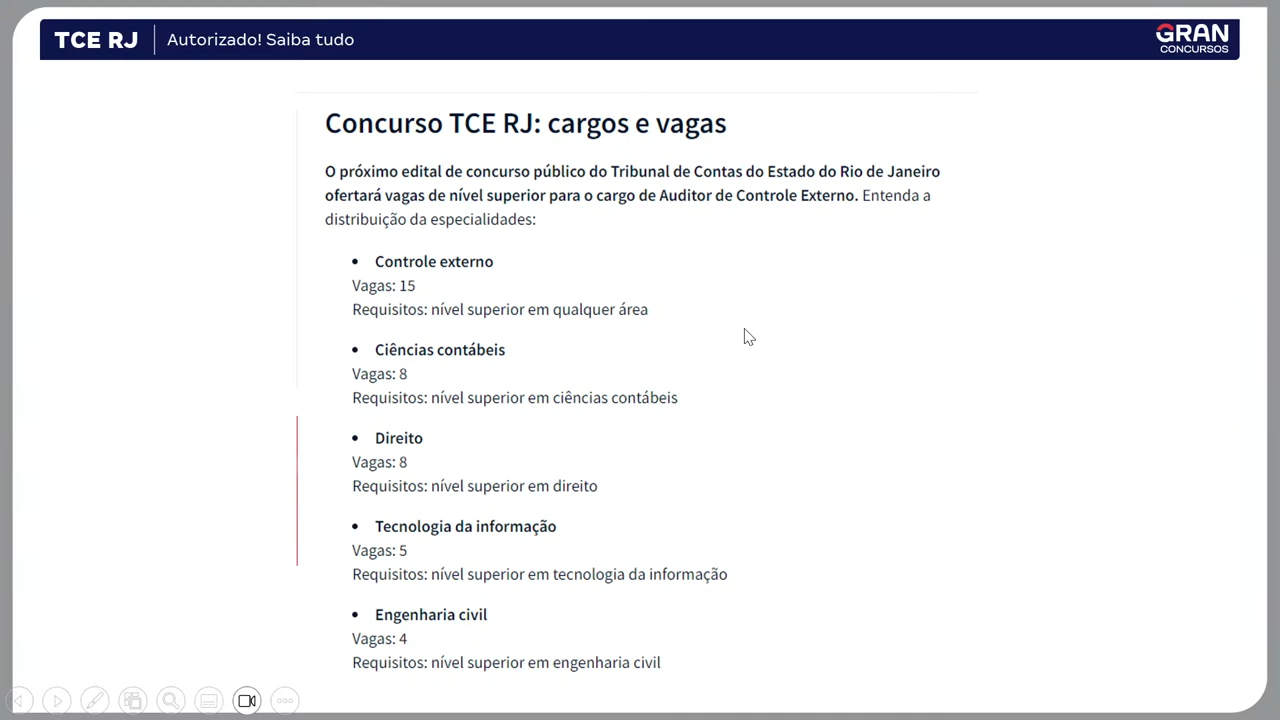 TCE RJ
Autorizado! Saiba tudo
GRAN
CONCURSOS
Concurso TCE RJ: cargos e vagas
O próximo edital de concurso público do Tribunal de Contas do Estado do Rio de Janeiro
ofertará vagas de nível superior para o cargo de Auditor de Controle Externo. Entenda a
distribuição da especialidades:
• Controle externo
Vagas: 15
Requisitos: nível superior em qualquer área
• Ciências contábeis
Vagas: 8
Requisitos: nível superior em ciências contábeis
• Direito
Vagas: 8
Requisitos: nível superior em direito
• Tecnologia da informação
Vagas: 5
Requisitos: nível superior em tecnologia da informação
• Engenharia civil
Vagas: 4
Requisitos: nível superior em engenharia civil